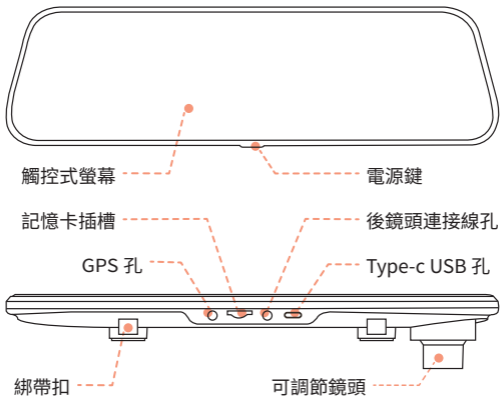 觸控式螢幕
電源鍵
記憶卡插槽
後鏡頭連接線孔
GPS 孔
Type-c USB 孔
綁帶扣
可調節鏡頭